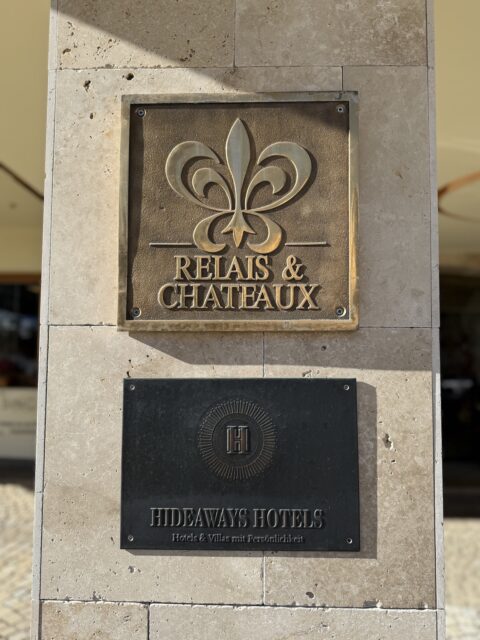 RELAIS &
CHATEAUX
H
HIDEAWAYS HOTELS
Hotels & Villas mit Persönlichkeit